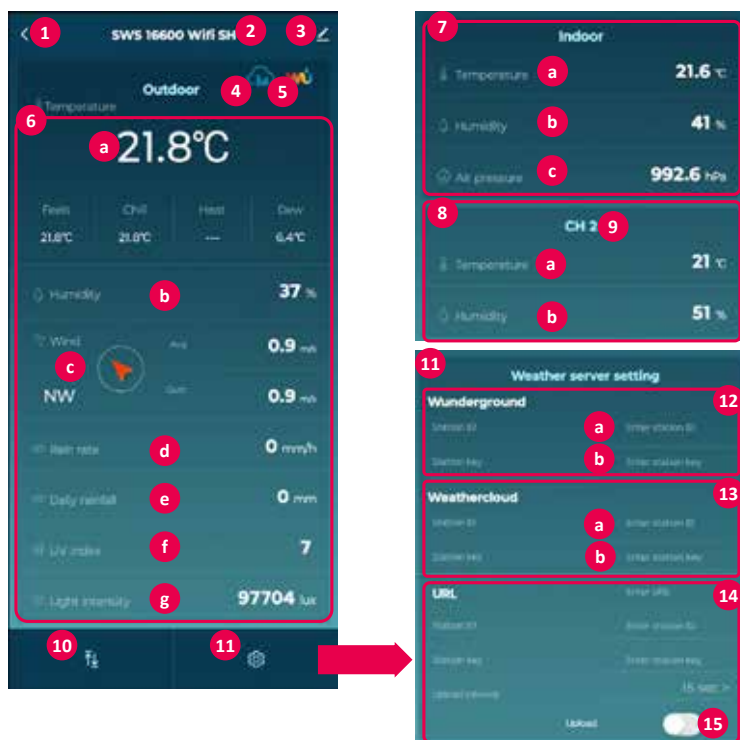 1 SWS 16600 Wifi SH 2 3
Outdoor 4 5
Temperature
6
a 21.8°C
Feels Chill Heat Dew
21.8°C 21.8°C --- 6.4°C
Humidity b 37 %
Wind Avg 0.9 m/s
c
NW Gust 0.9 m/s
Rain rate d 0 mm/h
Daily rainfall e 0 mm
UV index f 7
Light intensity g 97704 lux
10 11
7
Indoor
Temperature a 21.6 °C
Humidity b 41 %
Air pressure c 992.6 hPa
8
CH 2 9
Temperature a 21 °C
Humidity b 51 %
11
Weather server setting
Wunderground 12
Station ID a Enter station ID
Station key b Enter station key
Weathercloud 13
Station ID a Enter station ID
Station key b Enter station key
URL Enter URL 14
Station ID Enter station ID
Station key Enter station key
Upload interval 15 sec >
Upload 15